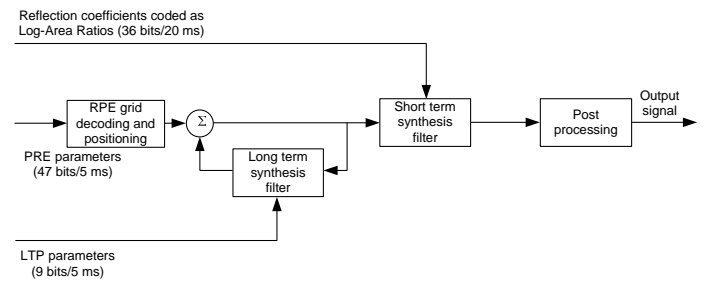 Reflection coefficients coded as
Log-Area Ratios (36 bits/20 ms)
RPE grid
decoding and
positioning
Σ
Short term
synthesis
filter
Post
processing
Output
signal
PRE parameters
(47 bits/5 ms)
Long term
synthesis
filter
LTP parameters
(9 bits/5 ms)